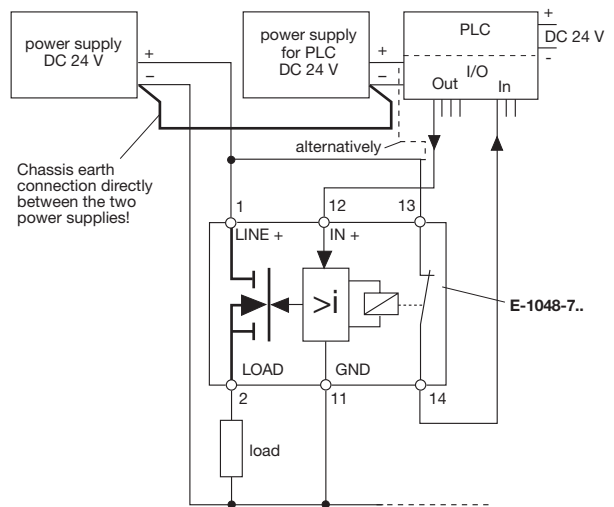 power supply
DC 24 V
+
–
power supply
for PLC
DC 24 V
+
–
PLC
I/O
Out
In
+
DC 24 V
-
alternatively
Chassis earth
connection directly
between the two
power supplies!
1
12
13
LINE +
IN +
>i
E-1048-7..
LOAD
GND
2
11
14
load